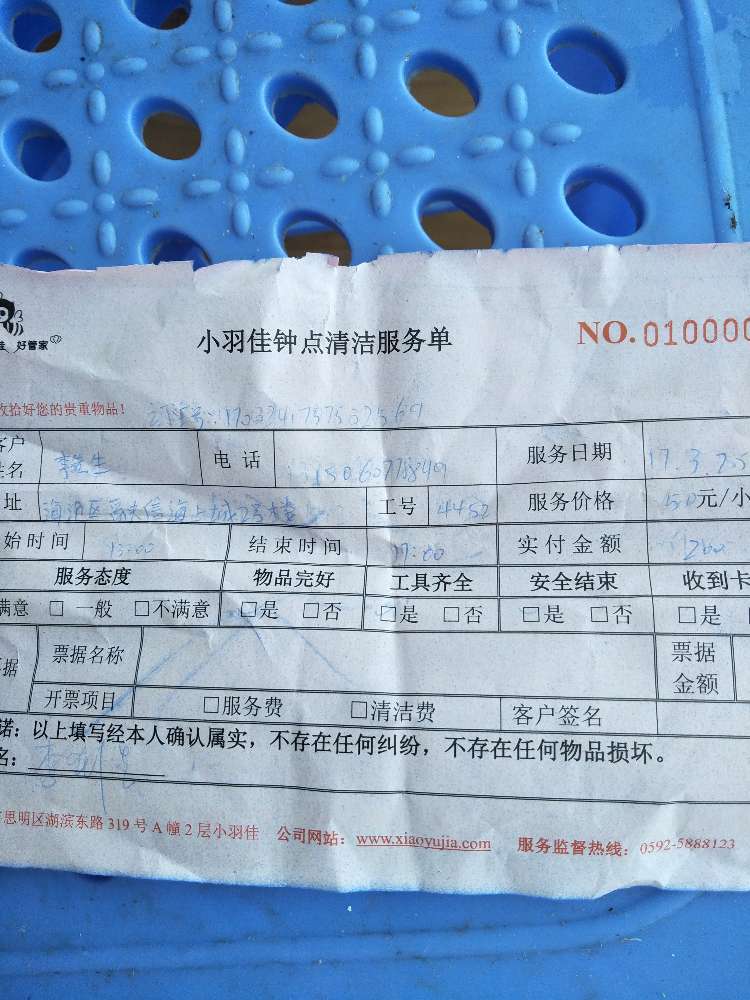 好管家
小羽佳钟点清洁服务单 NO. 010000
收拾好您的贵重物品！
客户姓名 电话 服务日期 17.3.
址 工号 4452 服务价格 50元/小
始时间 13:00 结束时间 17:00 实付金额
服务态度 物品完好 工具齐全 安全结束 收到卡
满意 □ 一般 □不满意 □是 □否 □是 □否 □是 □否 □是
据 票据名称 票据金额
开票项目 □服务费 □清洁费 客户签名
诺：以上填写经本人确认属实，不存在任何纠纷，不存在任何物品损坏。
名：
思明区湖滨东路 319 号 A 幢 2 层小羽佳 公司网站：www.xiaoyujia.com 服务监督热线：0592-5888123